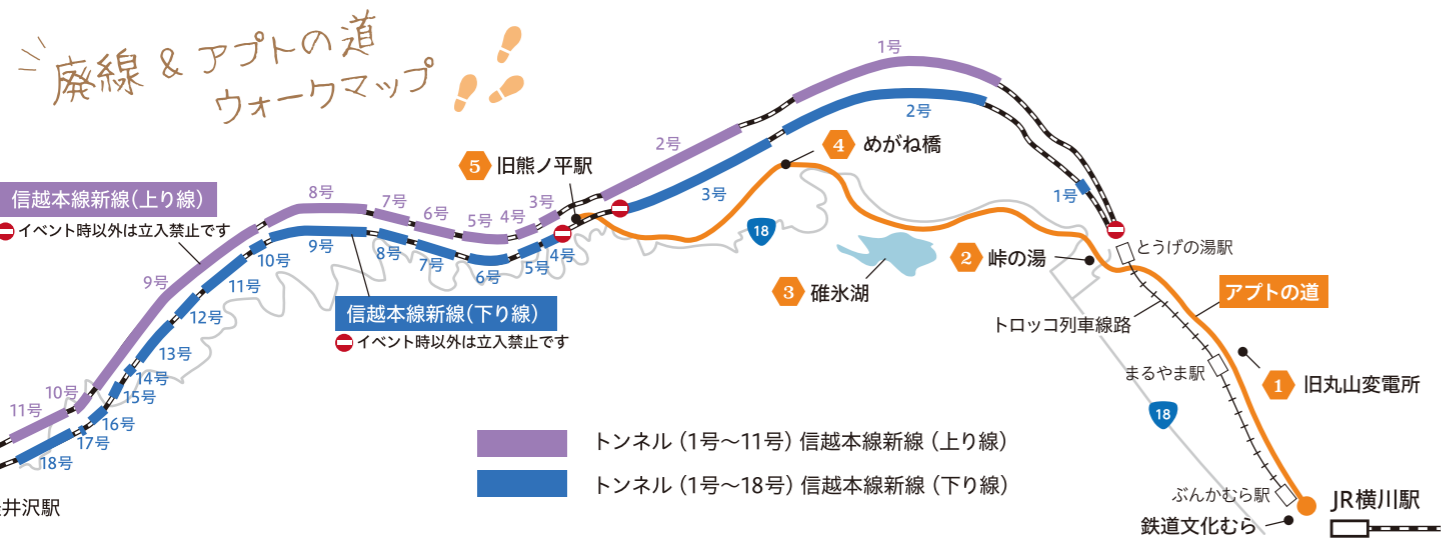 廃線 & アプトの道
ウォークマップ
1号
2号
2号
1号
3号
4 めがね橋
5 旧熊ノ平駅
信越本線新線(上り線)
イベント時以外は立入禁止です
8号
7号
6号
5号
4号
3号
9号
10号
11号
9号
8号
7号
6号
5号
4号
10号
11号
12号
13号
14号
15号
16号
17号
18号
信越本線新線(下り線)
イベント時以外は立入禁止です
18
3 碓氷湖
2 峠の湯
とうげの湯駅
アプトの道
トロッコ列車線路
まるやま駅
1 旧丸山変電所
18
トンネル (1号〜11号) 信越本線新線 (上り線)
トンネル (1号〜18号) 信越本線新線 (下り線)
ぶんかむら駅
JR横川駅
鉄道文化むら
井沢駅